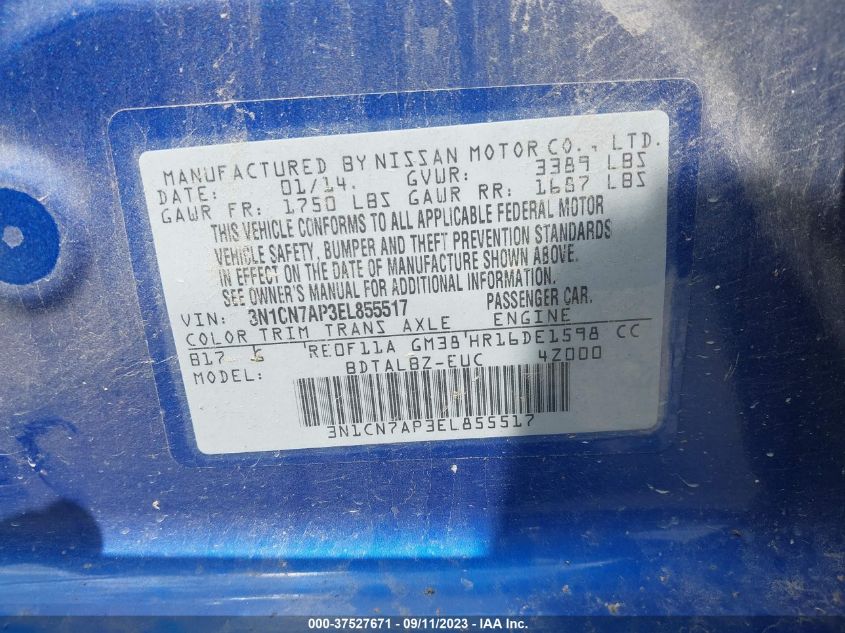 MANUFACTURED BY NISSAN MOTOR CO., LTD.
DATE: 01/14. GVWR: 3389 LBS
GAWR FR: 1750 LBS GAWR RR: 1687 LBS
THIS VEHICLE CONFORMS TO ALL APPLICABLE FEDERAL MOTOR
VEHICLE SAFETY, BUMPER AND THEFT PREVENTION STANDARDS
IN EFFECT ON THE DATE OF MANUFACTURE SHOWN ABOVE.
SEE OWNER'S MANUAL FOR ADDITIONAL INFORMATION.
VIN: 3N1CN7AP3EL855517 PASSENGER CAR.
COLOR TRIM TRANS AXLE ENGINE
B17 RE0F11A GM38 HR16DE1598 CC
MODEL: BDTALBZ-EUC 4Z000
3N1CN7AP3EL855517
000-37527671 - 09/11/2023 - IAA Inc.